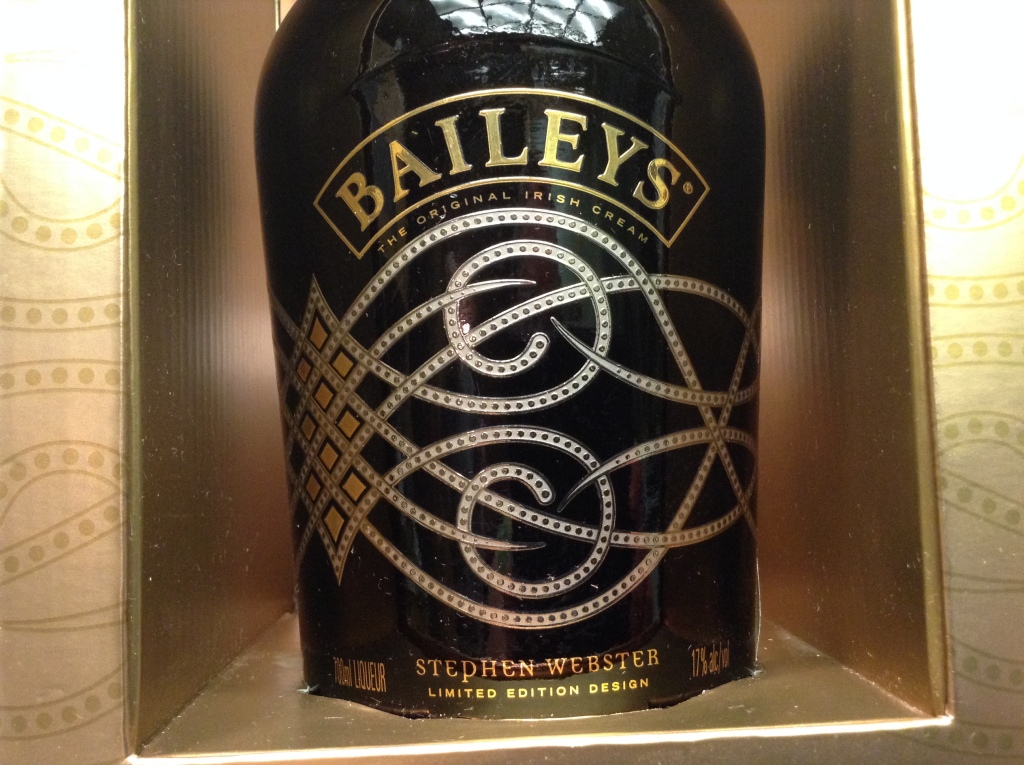 BAILEYS®
THE ORIGINAL IRISH CREAM
700ml LIQUEUR
STEPHEN WEBSTER
LIMITED EDITION DESIGN
17% alc/vol